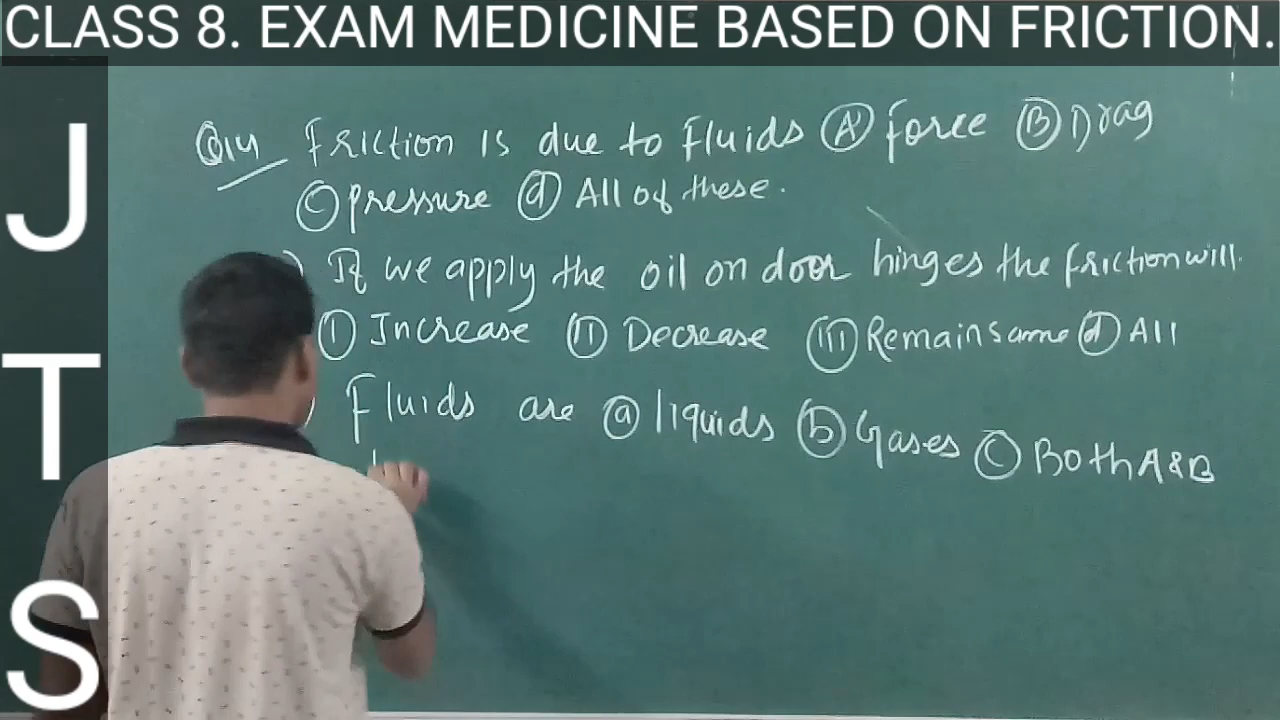 CLASS 8. EXAM MEDICINE BASED ON FRICTION.
J
T
S
Q14 Friction is due to fluids (A) force (B) Drag
(C) pressure (d) All of these.
) If we apply the oil on door hinges the friction will.
(I) Increase (II) Decrease (III) Remain same (d) All
) Fluids are (a) liquids (b) Gases (C) Both A & B